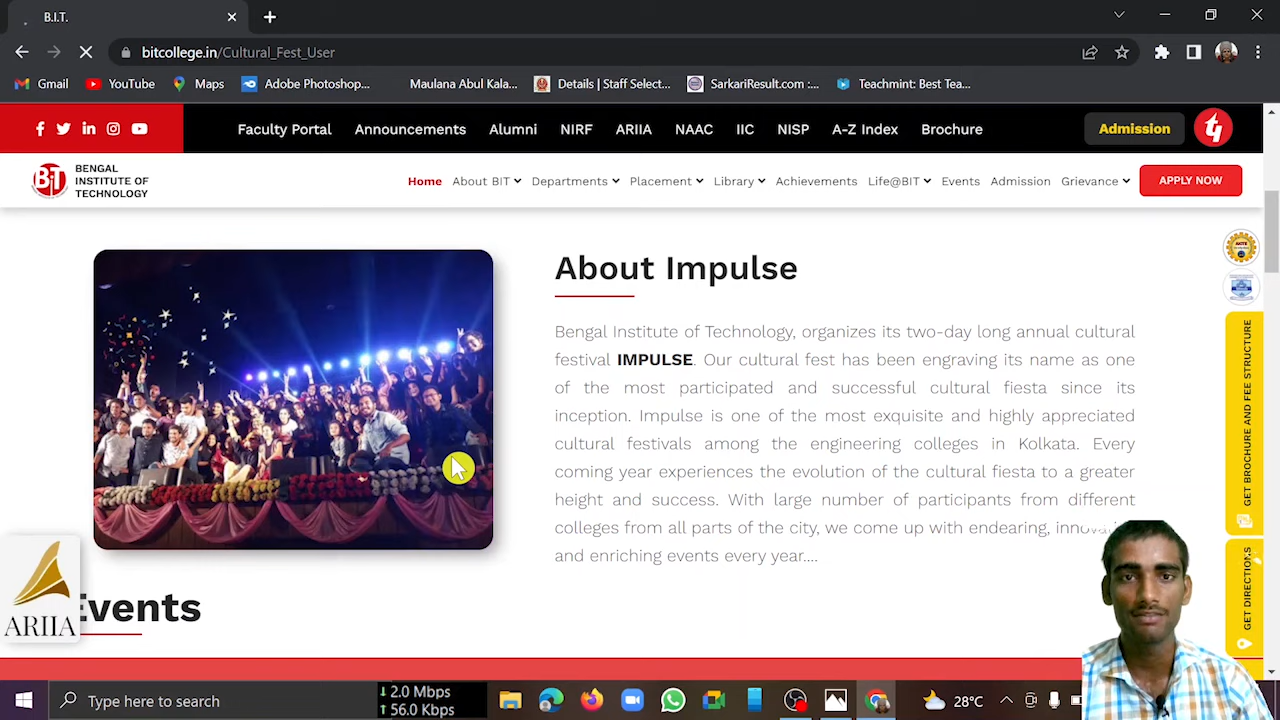 B.I.T.
bitcollege.in/Cultural_Fest_User
Gmail YouTube Maps Adobe Photoshop... Maulana Abul Kala... Details | Staff Select... SarkariResult.com :... Techmint: Best Tea...
Faculty Portal Announcements Alumni NIRF ARIIA NAAC IC NISP A-Z Index Brochure Admission
BiT BENGAL
INSTITUTE OF
TECHNOLOGY
Home About BIT Departments Placement Library Achievements Life@BIT Events Admission Grievance APPLY NOW
About Impulse
Bengal Institute of Technology, organizes its two-day long annual cultural
festival IMPULSE. Our cultural fest has been engraving its name as one
of the most participated and successful cultural fiesta since its
inception. Impulse is one of the most exquisite and highly appreciated
cultural festivals among the engineering colleges in Kolkata. Every
coming year experiences the evolution of the cultural fiesta to a greater
height and success. With large number of participants from different
colleges from all parts of the city, we come up with endearing,
and enriching events every year....
GET BROCHURE AND FEE STRUCTURE
GET DIRECTIONS
ARIIA
Events
Type here to search
2.0 Mbps
56.0 Kbps
28°C